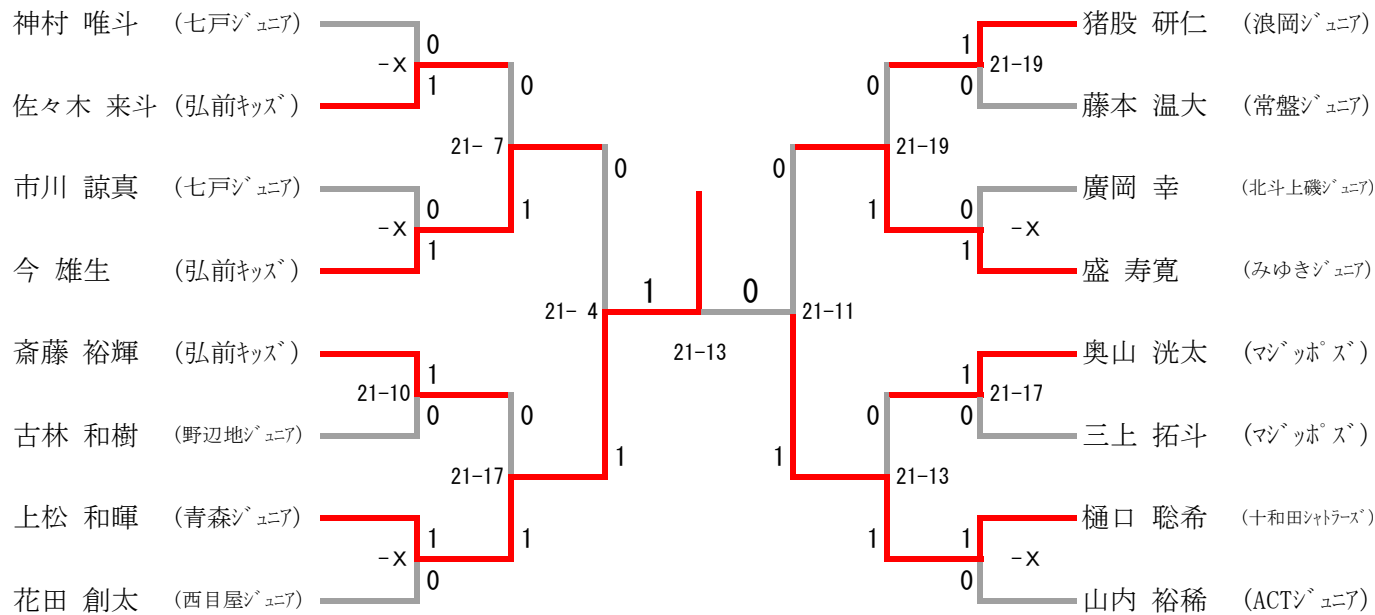 神村 唯斗 (七戸ジュニア)
0
-X
1
佐々木 来斗 (弘前キッズ)
0
21- 7
1
市川 諒真 (七戸ジュニア)
0
-X
1
今 雄生 (弘前キッズ)
0
21- 4
1
斎藤 裕輝 (弘前キッズ)
1
21-10
0
古林 和樹 (野辺地ジュニア)
0
21-17
1
上松 和暉 (青森ジュニア)
1
-X
0
花田 創太 (西目屋ジュニア)
1 0
21-13
猪股 研仁 (浪岡ジュニア)
1
21-19
0
藤本 温大 (常盤ジュニア)
0
21-19
1
廣岡 幸 (北斗上磯ジュニア)
0
-X
1
盛 寿寛 (みゆきジュニア)
0
21-11
1
奥山 洸太 (マジッポズ)
1
21-17
0
三上 拓斗 (マジッポズ)
0
21-13
1
樋口 聡希 (十和田シャトラーズ)
1
-X
0
山内 裕稀 (ACTジュニア)